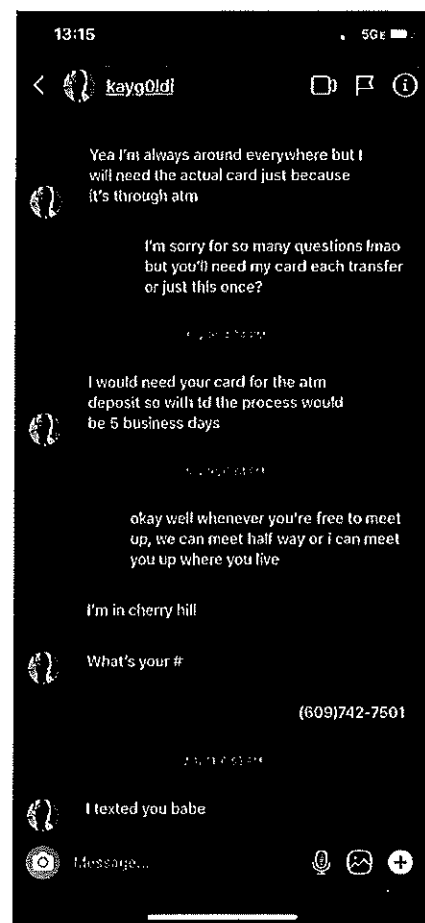 13:15
5GE
kayg0ldi
Yea I'm always around everywhere but I
will need the actual card just because
it's through atm
I'm sorry for so many questions lmao
but you'll need my card each transfer
or just this once?
I would need your card for the atm
deposit so with td the process would
be 5 business days
okay well whenever you're free to meet
up, we can meet half way or i can meet
you up where you live
I'm in cherry hill
What's your #
(609)742-7501
I texted you babe
Message...